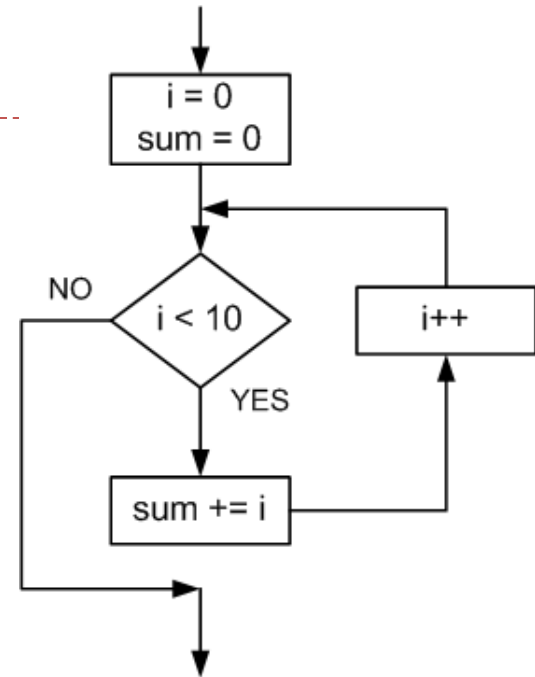 i = 0
sum = 0
NO
i < 10
i++
YES
sum += i